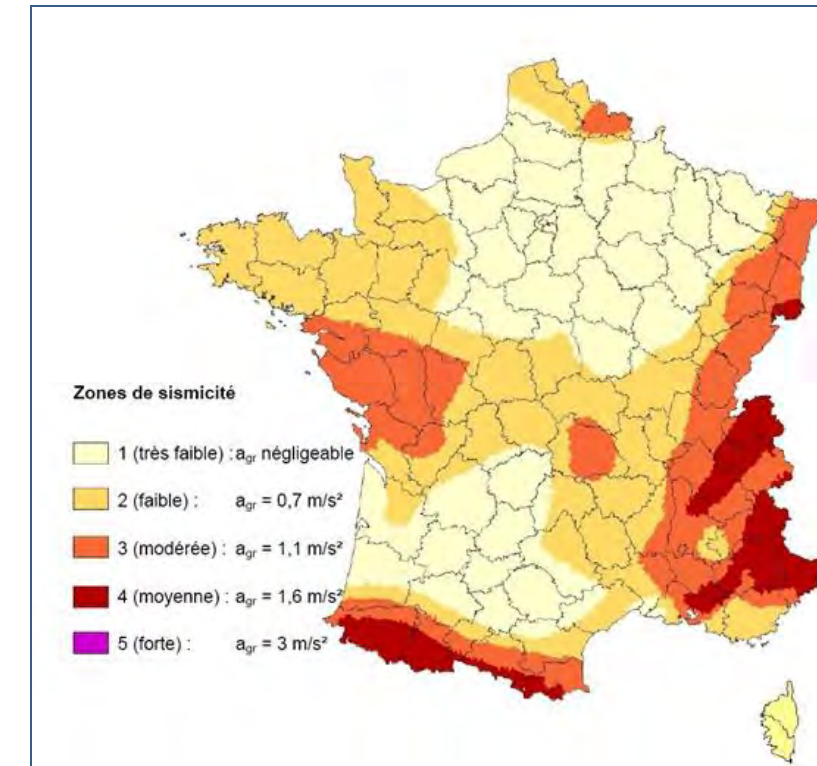 Zones de sismicité
1 (très faible) : agr négligeable
2 (faible) : agr = 0,7 m/s²
3 (modérée) : agr = 1,1 m/s²
4 (moyenne) : agr = 1,6 m/s²
5 (forte) : agr = 3 m/s²